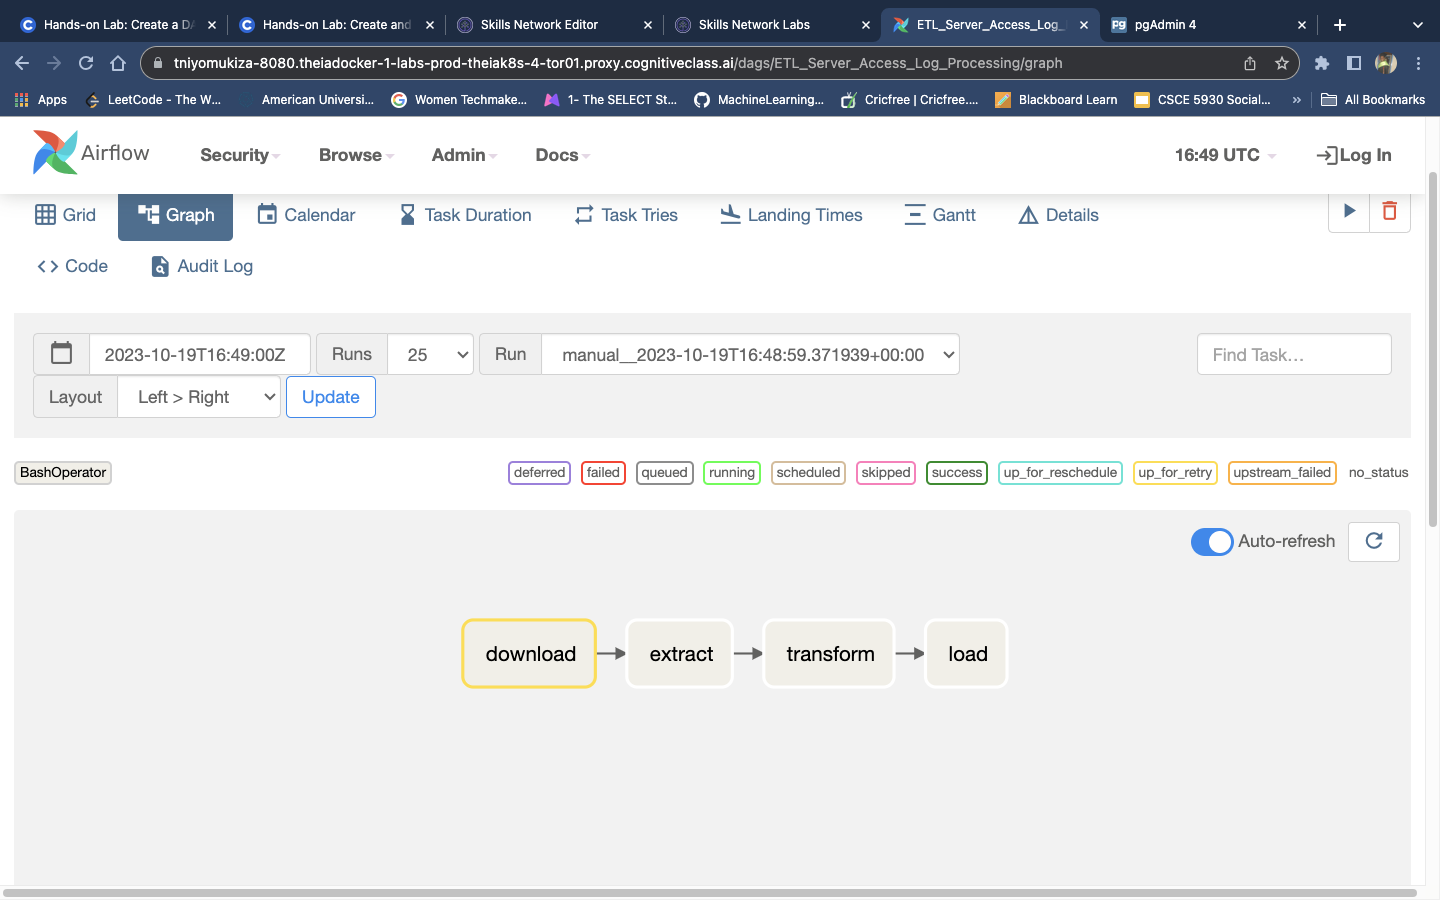 Hands-on Lab: Create a DA
Hands-on Lab: Create and
Skills Network Editor
Skills Network Labs
ETL_Server_Access_Log_
pgAdmin 4
tniyomukiza-8080.theiadocker-1-labs-prod-theiak8s-4-tor01.proxy.cognitiveclass.ai/dags/ETL_Server_Access_Log_Processing/graph
Apps
LeetCode - The W...
American Universi...
Women Techmake...
1- The SELECT St...
MachineLearning...
Cricfree | Cricfree....
Blackboard Learn
CSCE 5930 Social...
»
All Bookmarks
Airflow
Security
Browse
Admin
Docs
16:49 UTC
Log In
Grid
Graph
Calendar
Task Duration
Task Tries
Landing Times
Gantt
Details
Code
Audit Log
2023-10-19T16:49:00Z
Runs
25
Run
manual__2023-10-19T16:48:59.371939+00:00
Find Task…
Layout
Left > Right
Update
BashOperator
deferred
failed
queued
running
scheduled
skipped
success
up_for_reschedule
up_for_retry
upstream_failed
no_status
Auto-refresh
download
extract
transform
load